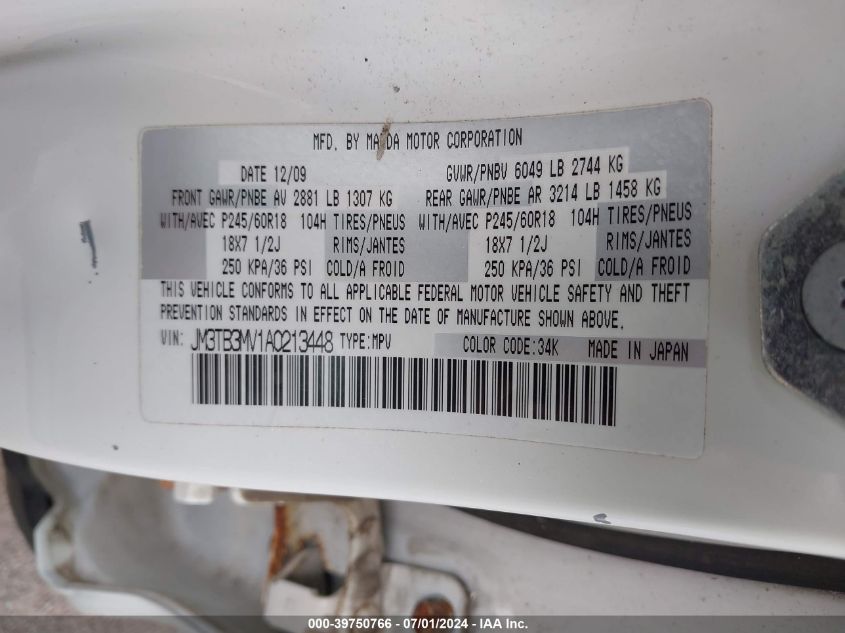 MFD. BY MAZDA MOTOR CORPORATION
DATE 12/09 GVWR/PNBV 6049 LB 2744 KG
FRONT GAWR/PNBE AV 2881 LB 1307 KG REAR GAWR/PNBE AR 3214 LB 1458 KG
WITH/AVEC P245/60R18 104H TIRES/PNEUS WITH/AVEC P245/60R18 104H TIRES/PNEUS
18X7 1/2J RIMS/JANTES 18X7 1/2J RIMS/JANTES
250 KPA/36 PSI COLD/A FROID 250 KPA/36 PSI COLD/A FROID
THIS VEHICLE CONFORMS TO ALL APPLICABLE FEDERAL MOTOR VEHICLE SAFETY AND THEFT
PREVENTION STANDARDS IN EFFECT ON THE DATE OF MANUFACTURE SHOWN ABOVE.
VIN: JM3TB3MV1A0213448 TYPE:MPV COLOR CODE:34K MADE IN JAPAN
000-39750766 - 07/01/2024 - IAA Inc.